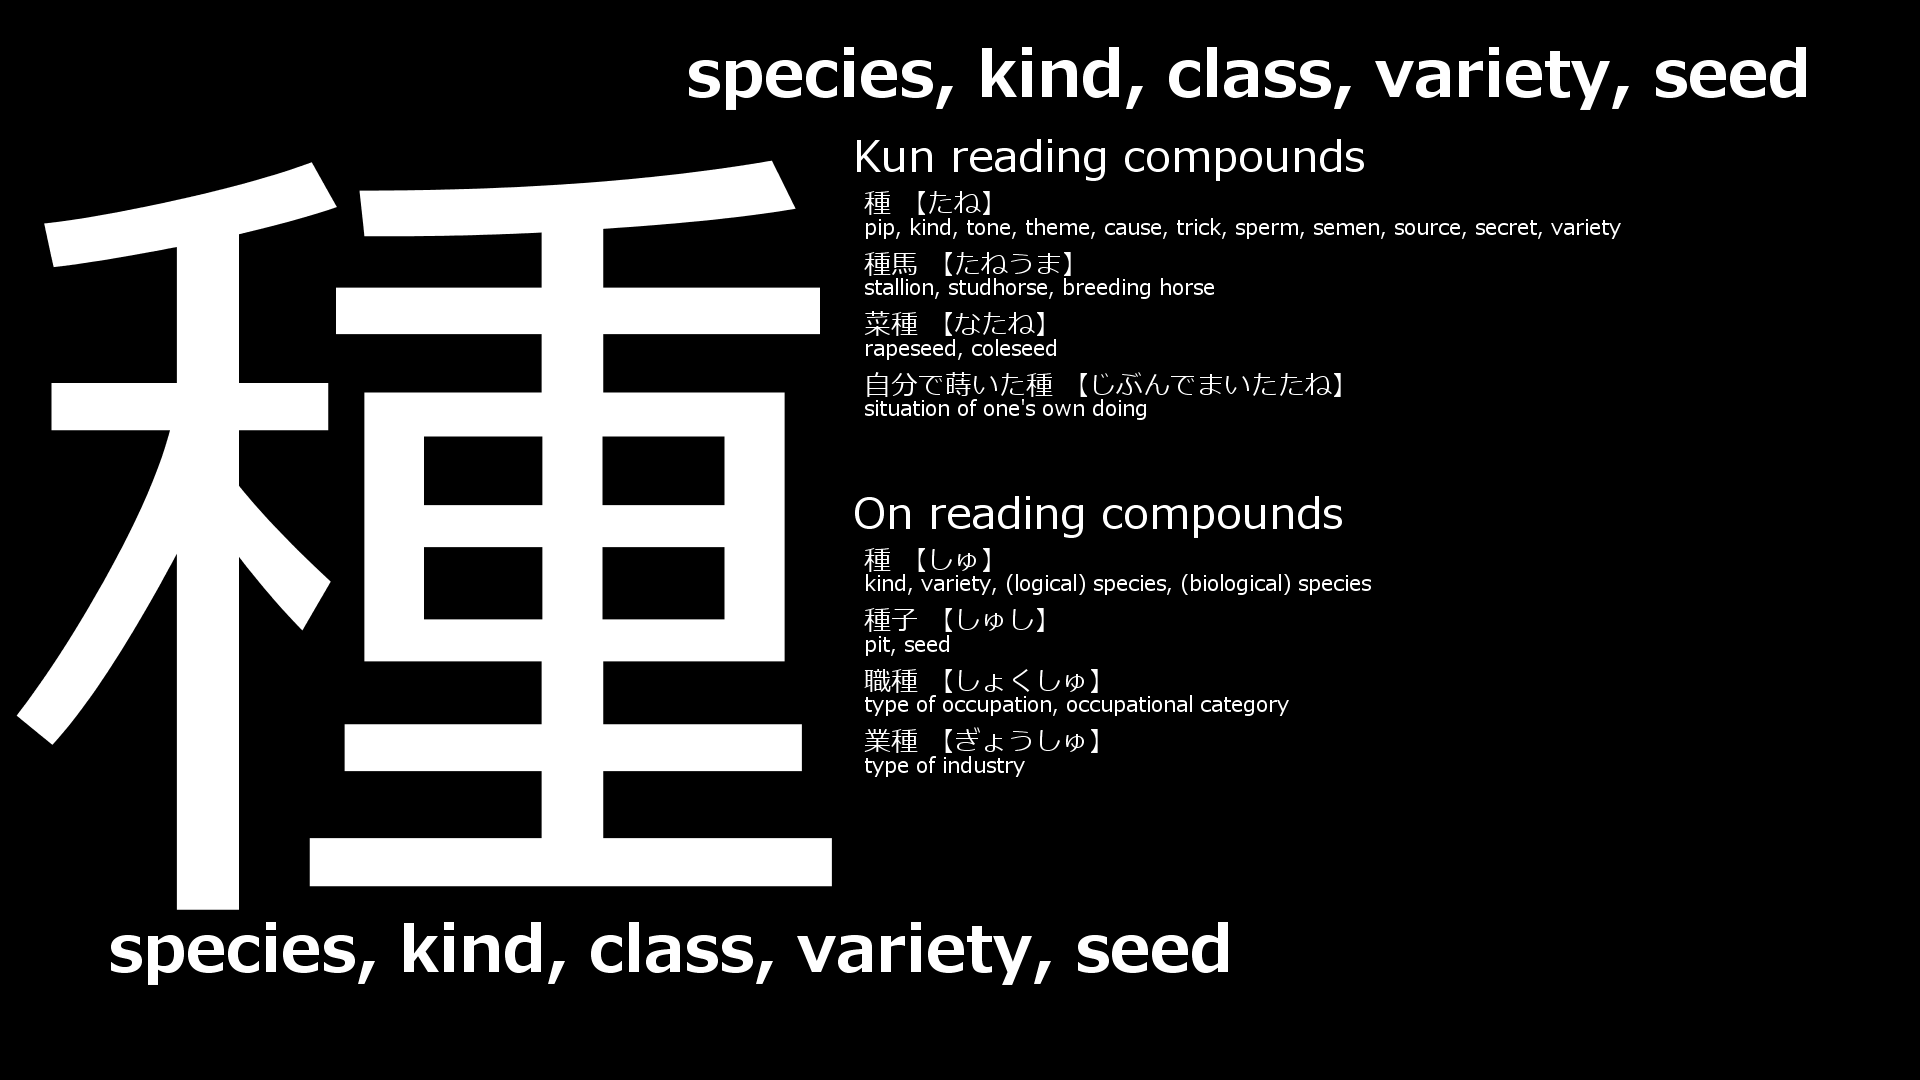 species, kind, class, variety, seed
種
Kun reading compounds
種 【たね】
pip, kind, tone, theme, cause, trick, sperm, semen, source, secret, variety
種馬 【たねうま】
stallion, studhorse, breeding horse
菜種 【なたね】
rapeseed, coleseed
自分で蒔いた種 【じぶんでまいたたね】
situation of one's own doing
On reading compounds
種 【しゅ】
kind, variety, (logical) species, (biological) species
種子 【しゅし】
pit, seed
職種 【しょくしゅ】
type of occupation, occupational category
業種 【ぎょうしゅ】
type of industry
species, kind, class, variety, seed